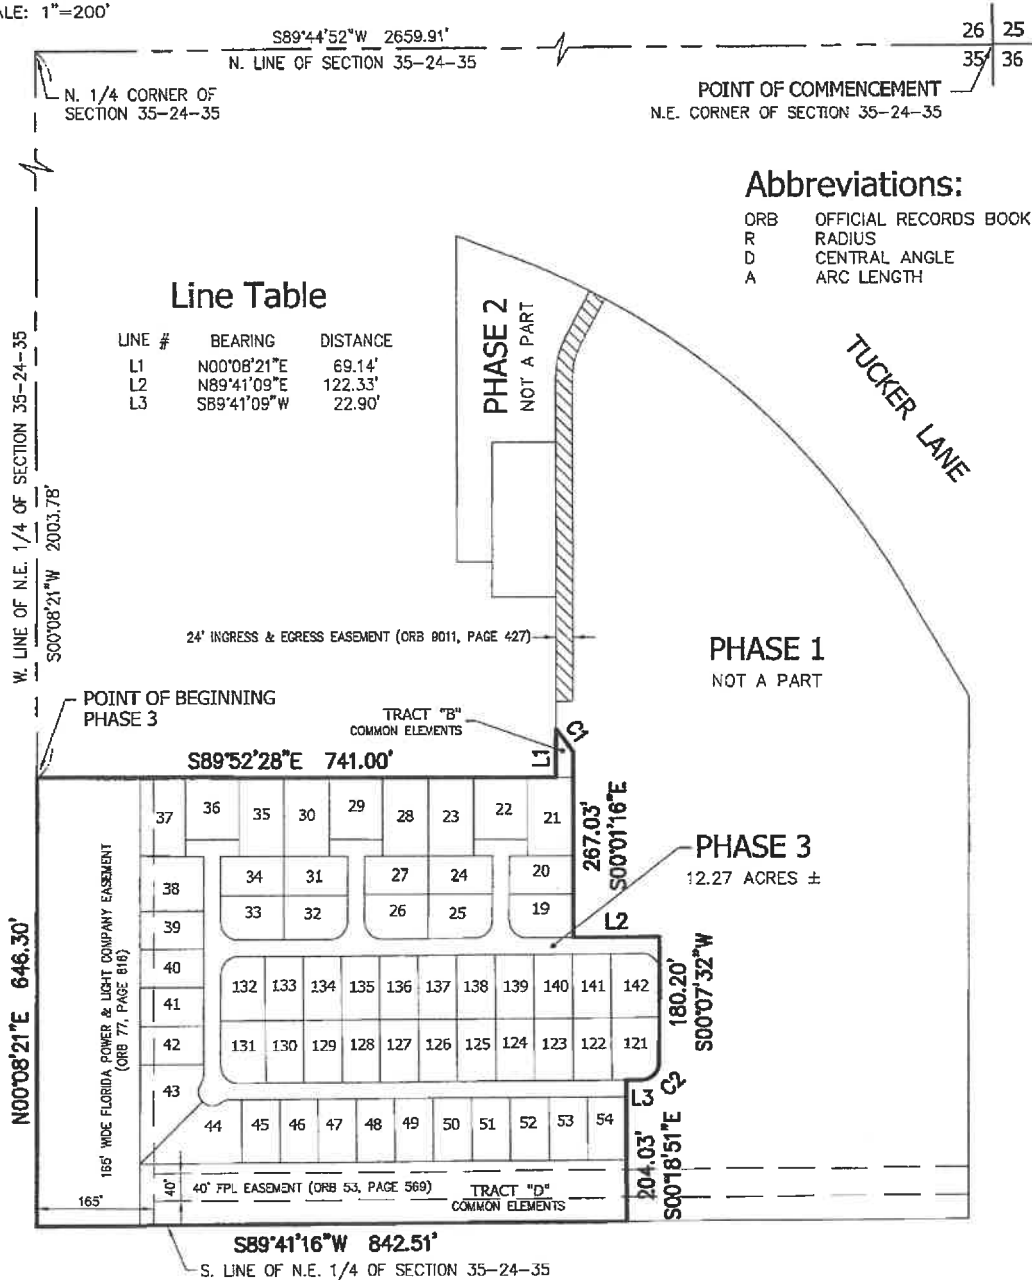 ALE: 1"=200'
S89°44'52"W 2659.91'
N. LINE OF SECTION 35-24-35
26 25
35 36
N. 1/4 CORNER OF
SECTION 35-24-35
POINT OF COMMENCEMENT
N.E. CORNER OF SECTION 35-24-35
Abbreviations:
ORB OFFICIAL RECORDS BOOK
R RADIUS
D CENTRAL ANGLE
A ARC LENGTH
Line Table
LINE # BEARING DISTANCE
L1 N00°08'21"E 69.14'
L2 N89°41'09"E 122.33'
L3 S89°41'09"W 22.90'
PHASE 2
NOT A PART
TUCKER LANE
W. LINE OF N.E. 1/4 OF SECTION 35-24-35
S00°08'21"W 2003.78'
24' INGRESS & EGRESS EASEMENT (ORB 8011, PAGE 427)
PHASE 1
NOT A PART
POINT OF BEGINNING
PHASE 3
TRACT "B"
COMMON ELEMENTS
C1
L1
S89°52'28"E 741.00'
267.03'
S00°01'16"E
37 36 35 30 29 28 23 22 21
PHASE 3
12.27 ACRES ±
38 34 31 27 24 20
39 33 32 26 25 19
L2
40
41
42
43
132 133 134 135 136 137 138 139 140 141 142
131 130 129 128 127 126 125 124 123 122 121
180.20'
S00°07'32"W
C2
L3
44 45 46 47 48 49 50 51 52 53 54
204.03'
S00°18'51"E
N00°08'21"E 646.30'
165' WIDE FLORIDA POWER & LIGHT COMPANY EASEMENT
(ORB 77, PAGE 616)
165'
40'
40' FPL EASEMENT (ORB 53, PAGE 569)
TRACT "D"
COMMON ELEMENTS
S89°41'16"W 842.51'
S. LINE OF N.E. 1/4 OF SECTION 35-24-35